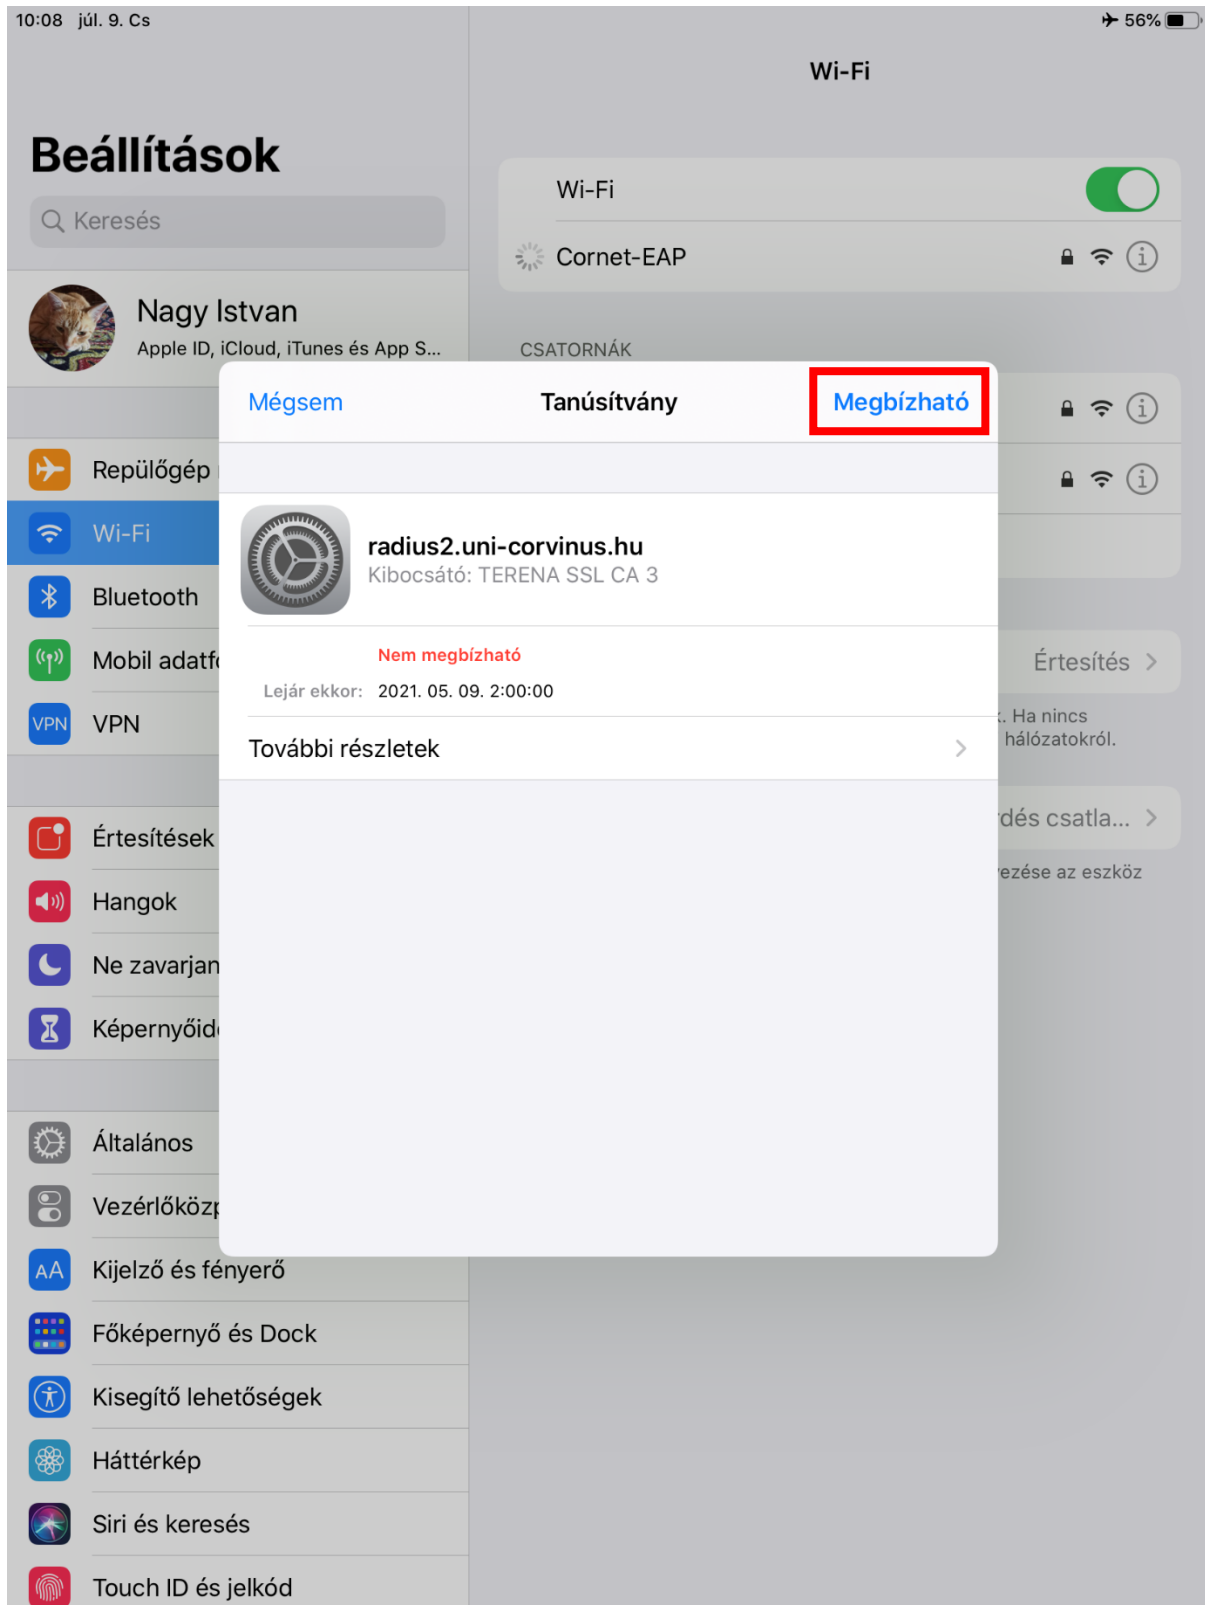 10:08 júl. 9. Cs
56%
Wi-Fi
Beállítások
Keresés
Nagy Istvan
Apple ID, iCloud, iTunes és App S...
Wi-Fi
Cornet-EAP
CSATORNÁK
Mégsem
Tanúsítvány
Megbízható
radius2.uni-corvinus.hu
Kibocsátó: TERENA SSL CA 3
Nem megbízható
Lejár ekkor: 2021. 05. 09. 2:00:00
További részletek
Repülőgép
Wi-Fi
Bluetooth
Mobil adatfo
VPN
VPN
Értesítések
Hangok
Ne zavarjan
Képernyőid
Általános
Vezérlőközp
AA
Kijelző és fényerő
Főképernyő és Dock
Kisegítő lehetőségek
Háttérkép
Siri és keresés
Touch ID és jelkód
Értesítés
. Ha nincs
hálózatokról.
rdés csatla...
ezése az eszköz